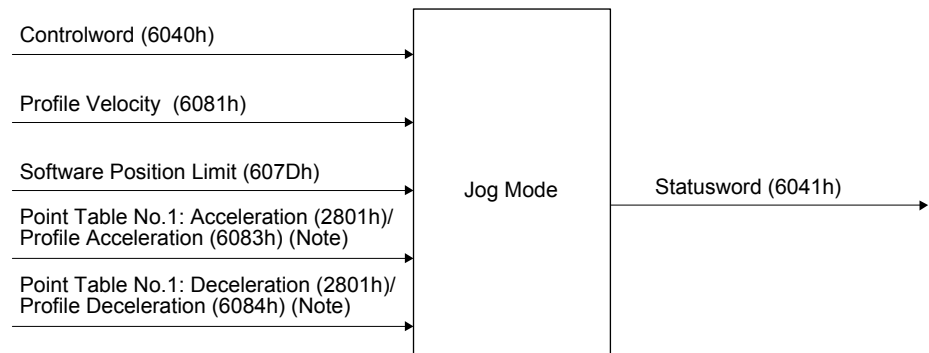 Controlword (6040h)
Profile Velocity  (6081h)
Software Position Limit (607Dh)
Point Table No.1: Acceleration (2801h)/
Profile Acceleration (6083h) (Note)
Point Table No.1: Deceleration (2801h)/
Profile Deceleration (6084h) (Note)
Jog Mode
Statusword (6041h)